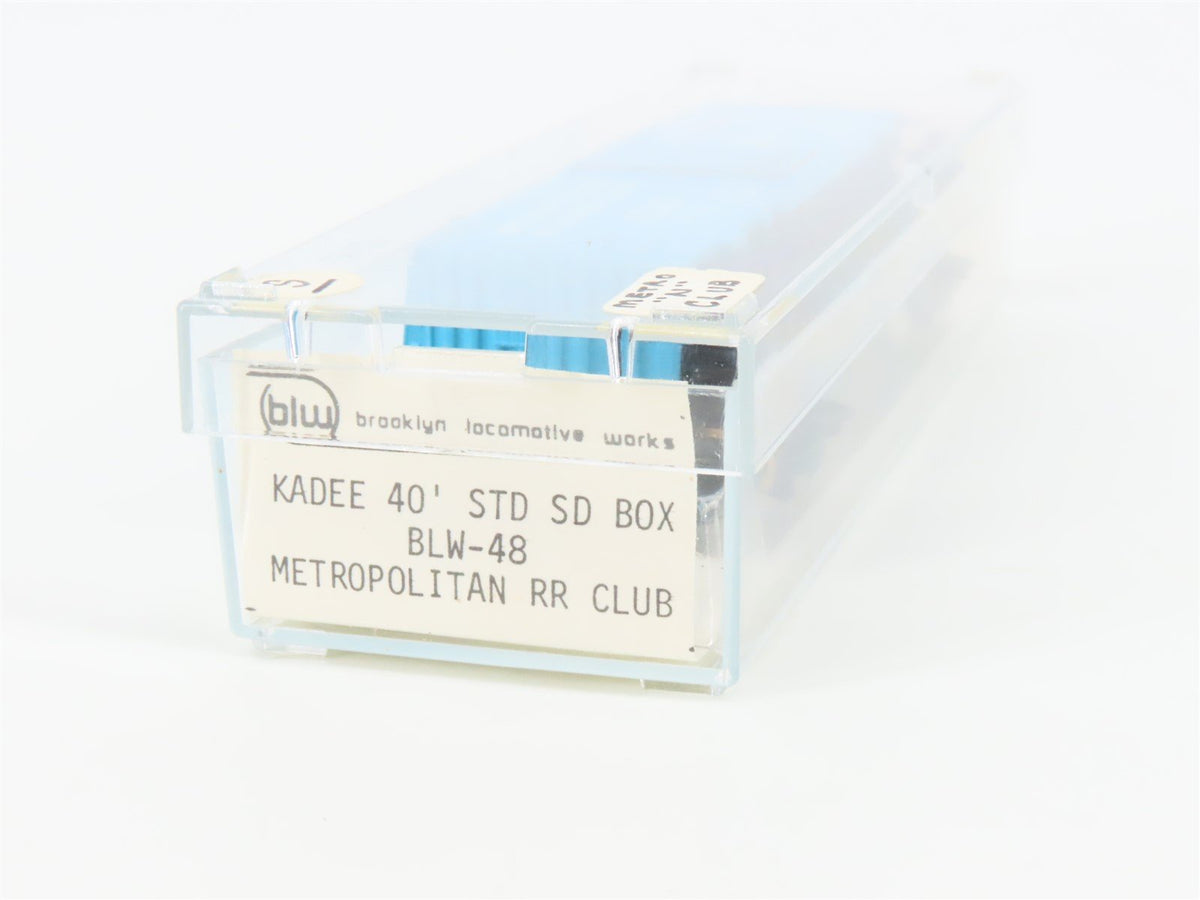 METRO
"N"
CLUB
blw brooklyn locomotive works
KADEE 40' STD SD BOX
BLW-48
METROPOLITAN RR CLUB